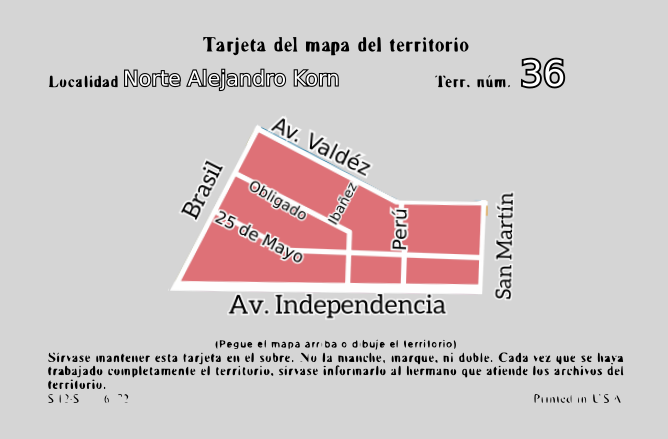 Tarjeta del mapa del territorio
Localidad Norte Alejandro Korn Terr. núm. 36
Av. Valdéz
Brasil
Obligado
Ibañez
25 de Mayo
Perú
San Martín
Av. Independencia
(Pegue el mapa arriba o dibuje el territorio)
Sírvase mantener esta tarjeta en el sobre. No la manche, marque, ni doble. Cada vez que se haya
trabajado completamente el territorio, sírvase informarlo al hermano que atiende los archivos del
territorio.
S-12-S 6-72 Printed in U.S.A.